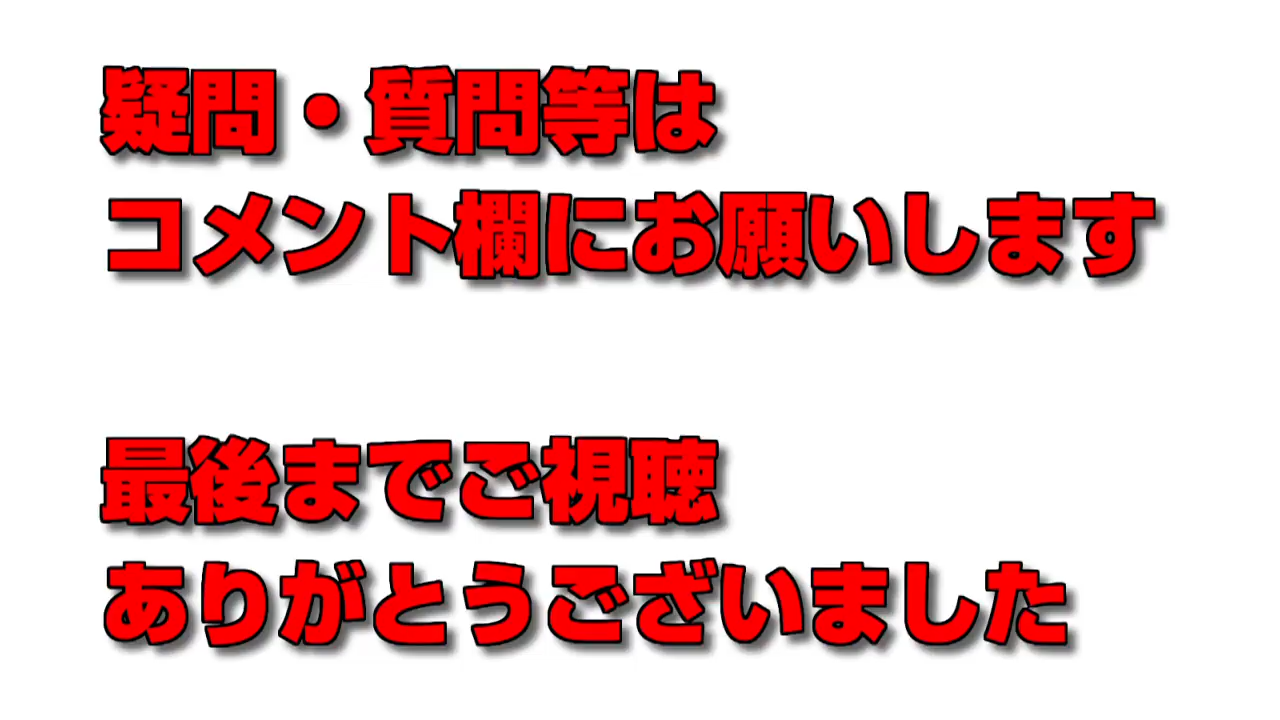 疑問・質問等は
コメント欄にお願いします
最後までご視聴
ありがとうございました